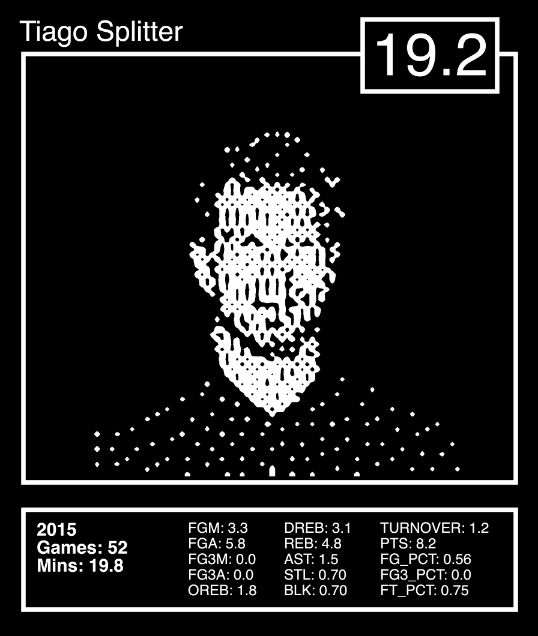 Tiago Splitter
19.2
2015
Games: 52
Mins: 19.8
FGM: 3.3
FGA: 5.8
FG3M: 0.0
FG3A: 0.0
OREB: 1.8
DREB: 3.1
REB: 4.8
AST: 1.5
STL: 0.70
BLK: 0.70
TURNOVER: 1.2
PTS: 8.2
FG_PCT: 0.56
FG3_PCT: 0.0
FT_PCT: 0.75